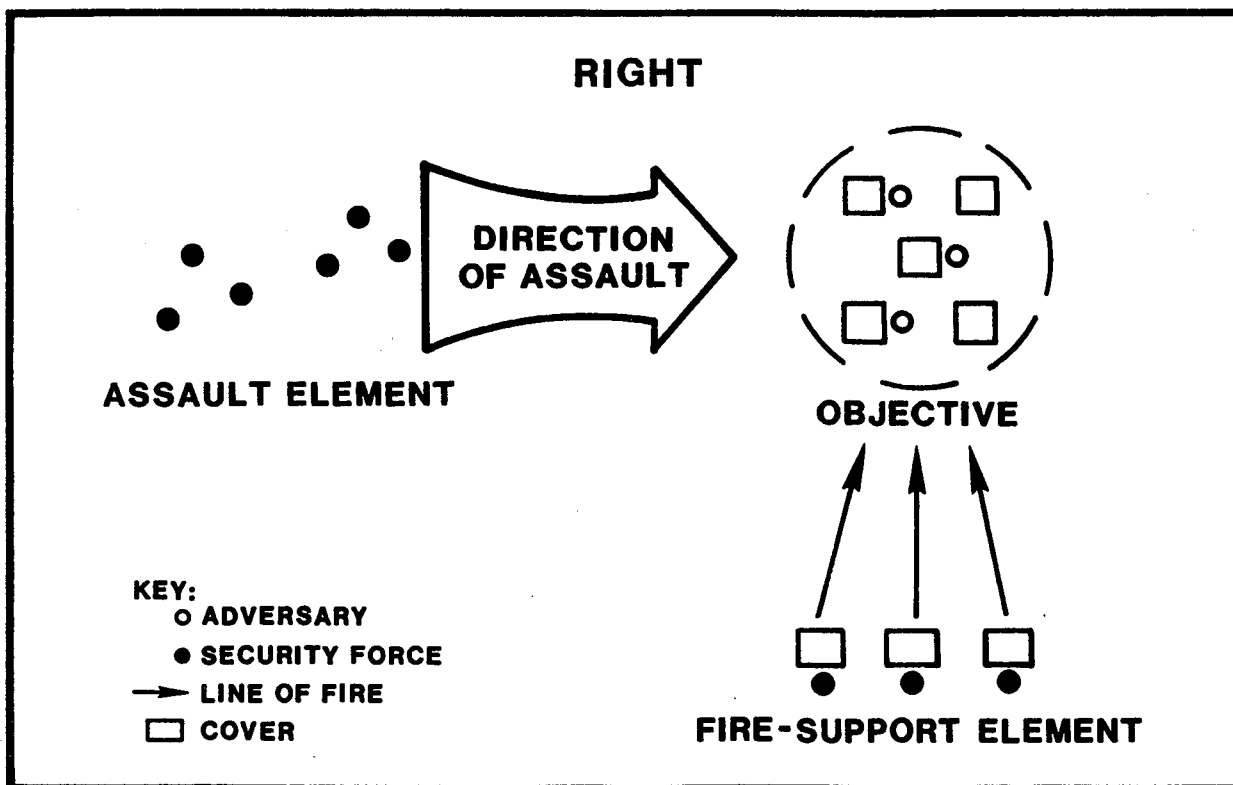 RIGHT
DIRECTION
OF ASSAULT
ASSAULT ELEMENT
OBJECTIVE
KEY:
ADVERSARY
SECURITY FORCE
LINE OF FIRE
COVER
FIRE-SUPPORT ELEMENT